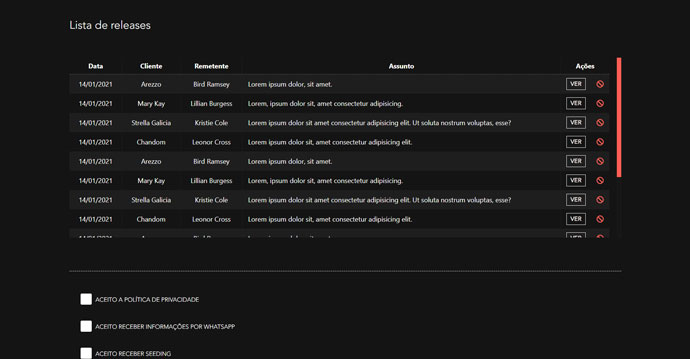 Lista de releases
Data Cliente Remetente Assunto Ações
14/01/2021 Arezzo Bird Ramsey Lorem ipsum dolor, sit amet. VER
14/01/2021 Mary Kay Lillian Burgess Lorem, ipsum dolor sit amet consectetur adipisicing. VER
14/01/2021 Strella Galicia Kristie Cole Lorem ipsum dolor sit, amet consectetur adipisicing elit. Ut soluta nostrum voluptas, esse? VER
14/01/2021 Chandom Leonor Cross Lorem ipsum dolor sit, amet consectetur adipisicing elit. VER
14/01/2021 Arezzo Bird Ramsey Lorem ipsum dolor, sit amet. VER
14/01/2021 Mary Kay Lillian Burgess Lorem, ipsum dolor sit amet consectetur adipisicing. VER
14/01/2021 Strella Galicia Kristie Cole Lorem ipsum dolor sit, amet consectetur adipisicing elit. Ut soluta nostrum voluptas, esse? VER
14/01/2021 Chandom Leonor Cross Lorem ipsum dolor sit, amet consectetur adipisicing elit. VER
14/01/2021 VER
ACEITO A POLÍTICA DE PRIVACIDADE
ACEITO RECEBER INFORMAÇÕES POR WHATSAPP
ACEITO RECEBER SEEDING